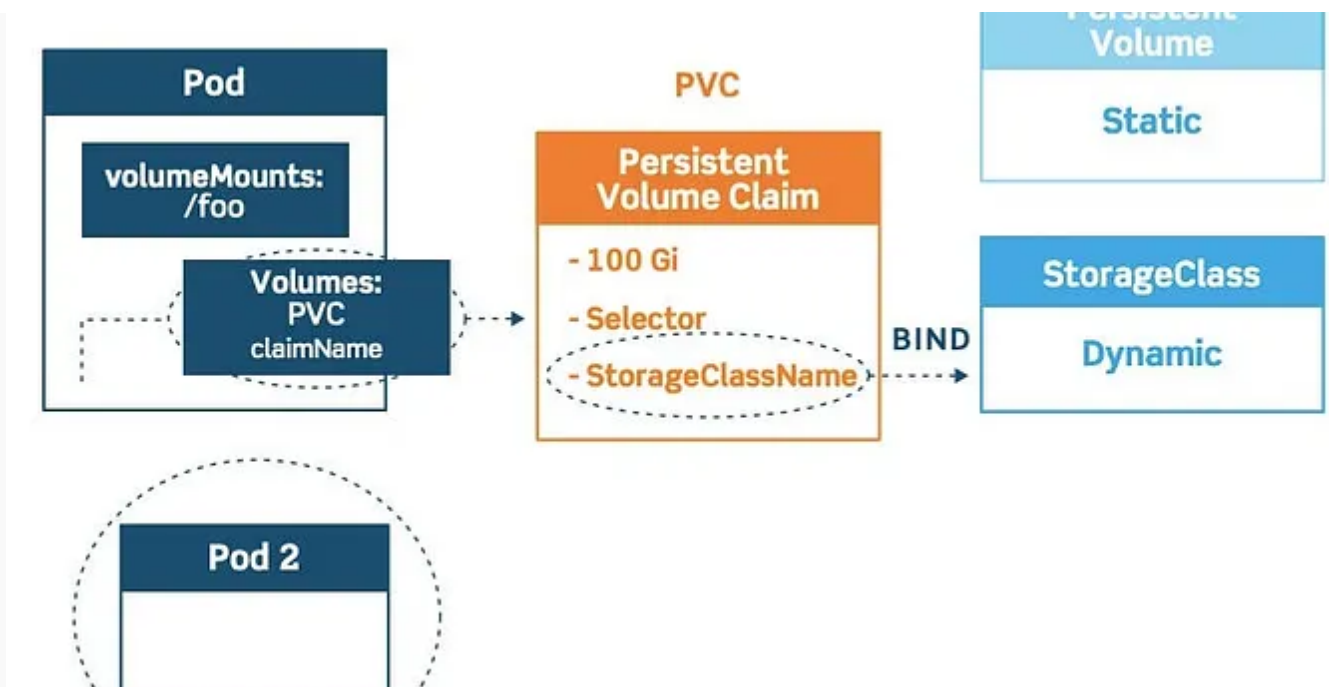 Pod
volumeMounts:
/foo
Volumes:
PVC
claimName
PVC
Persistent
Volume Claim
- 100 Gi
- Selector
- StorageClassName
BIND
Persistent
Volume
Static
StorageClass
Dynamic
Pod 2